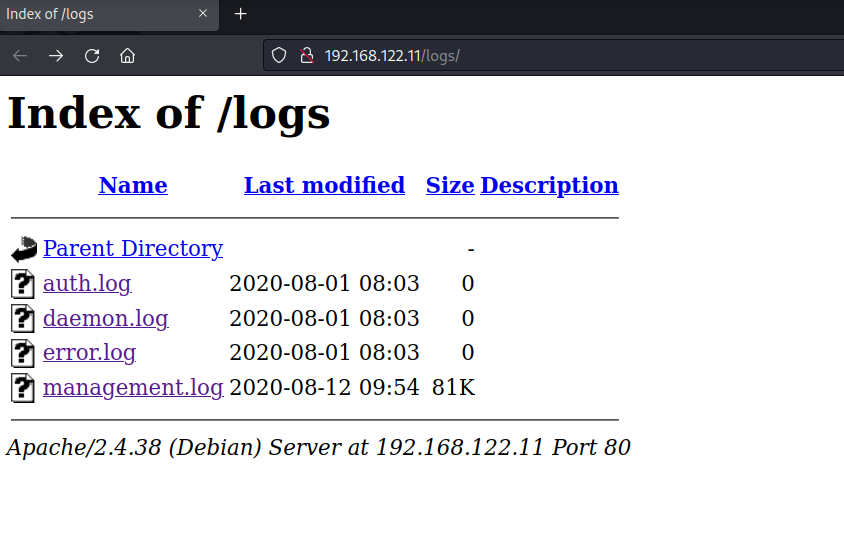 Index of /logs
192.168.122.11/logs/
Index of /logs
Name Last modified Size Description
Parent Directory -
auth.log 2020-08-01 08:03 0
daemon.log 2020-08-01 08:03 0
error.log 2020-08-01 08:03 0
management.log 2020-08-12 09:54 81K
Apache/2.4.38 (Debian) Server at 192.168.122.11 Port 80